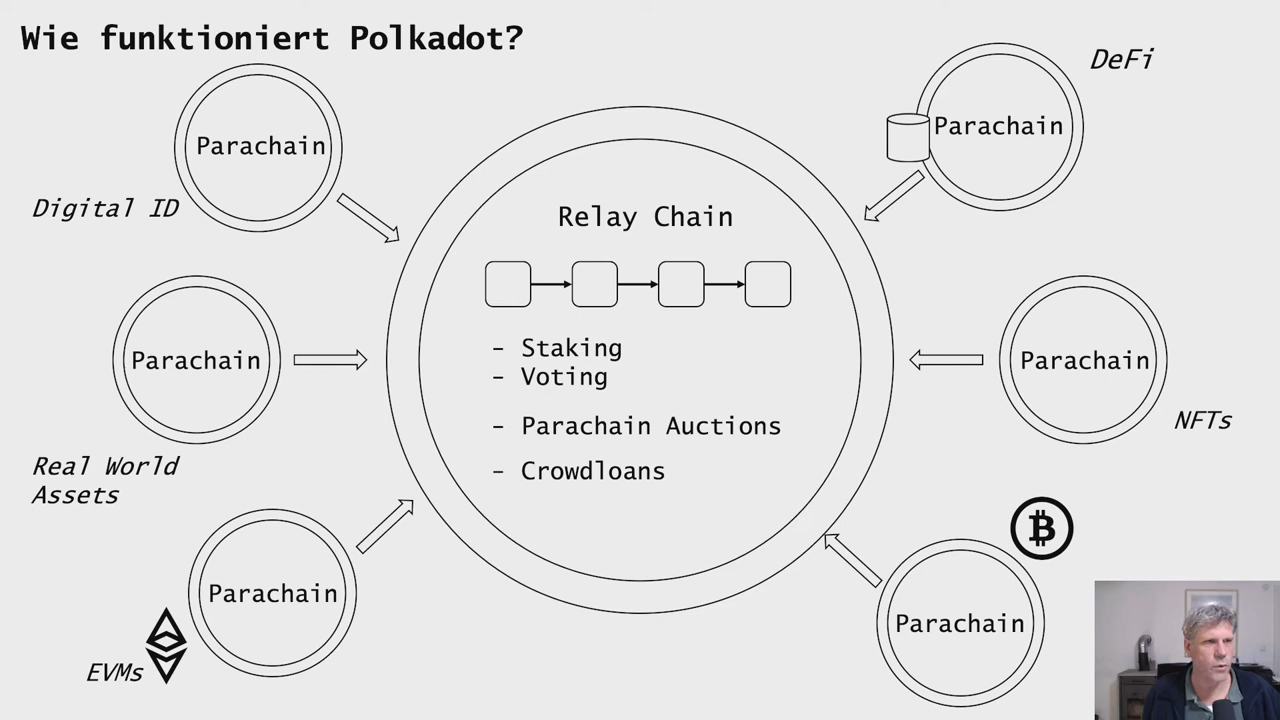 Wie funktioniert Polkadot?
Parachain
Digital ID
Parachain
Real World
Assets
Parachain
EVMs
Relay Chain
- Staking
- Voting
- Parachain Auctions
- Crowdloans
DeFi
Parachain
Parachain
NFTs
₿
Parachain